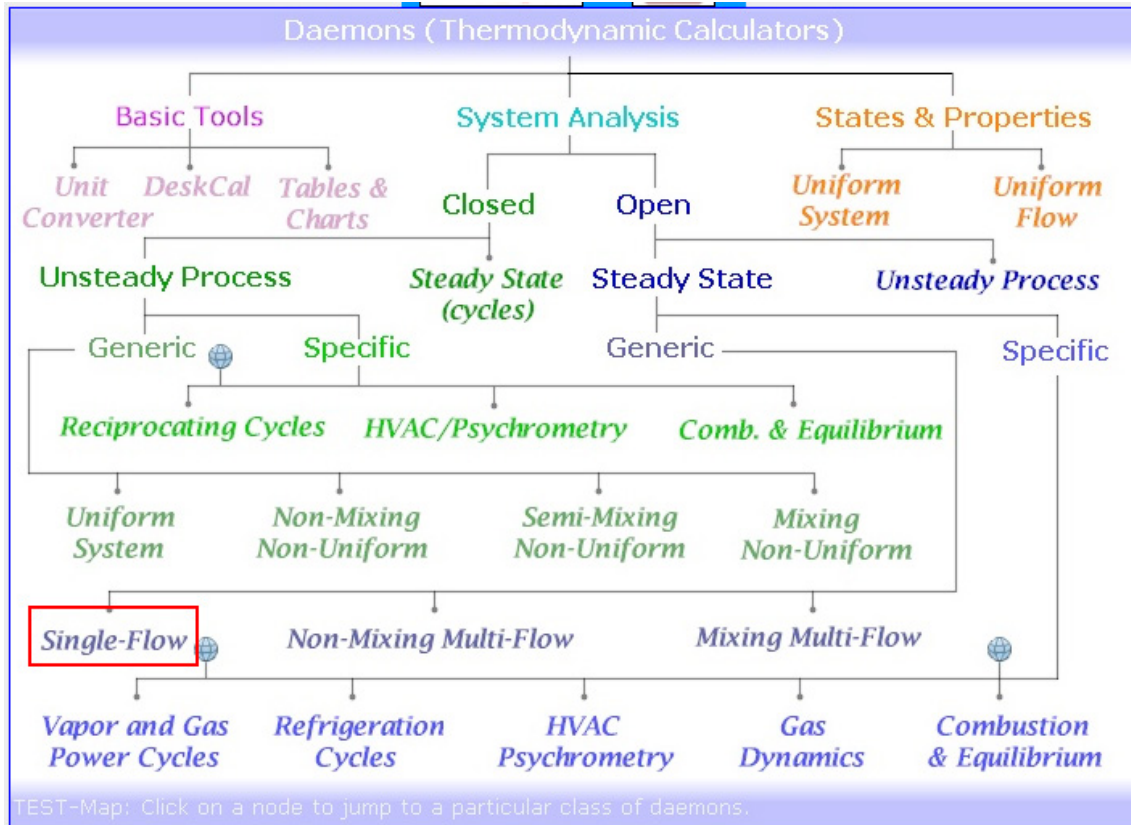 Daemons (Thermodynamic Calculators)
Basic Tools
System Analysis
States & Properties
Unit
Converter
DeskCal
Tables &
Charts
Closed
Open
Uniform
System
Uniform
Flow
Unsteady Process
Steady State
(cycles)
Steady State
Unsteady Process
Generic
Specific
Generic
Specific
Reciprocating Cycles
HVAC/Psychrometry
Comb. & Equilibrium
Uniform
System
Non-Mixing
Non-Uniform
Semi-Mixing
Non-Uniform
Mixing
Non-Uniform
Single-Flow
Non-Mixing Multi-Flow
Mixing Multi-Flow
Vapor and Gas
Power Cycles
Refrigeration
Cycles
HVAC
Psychrometry
Gas
Dynamics
Combustion
& Equilibrium
TEST-Map: Click on a node to jump to a particular class of daemons.